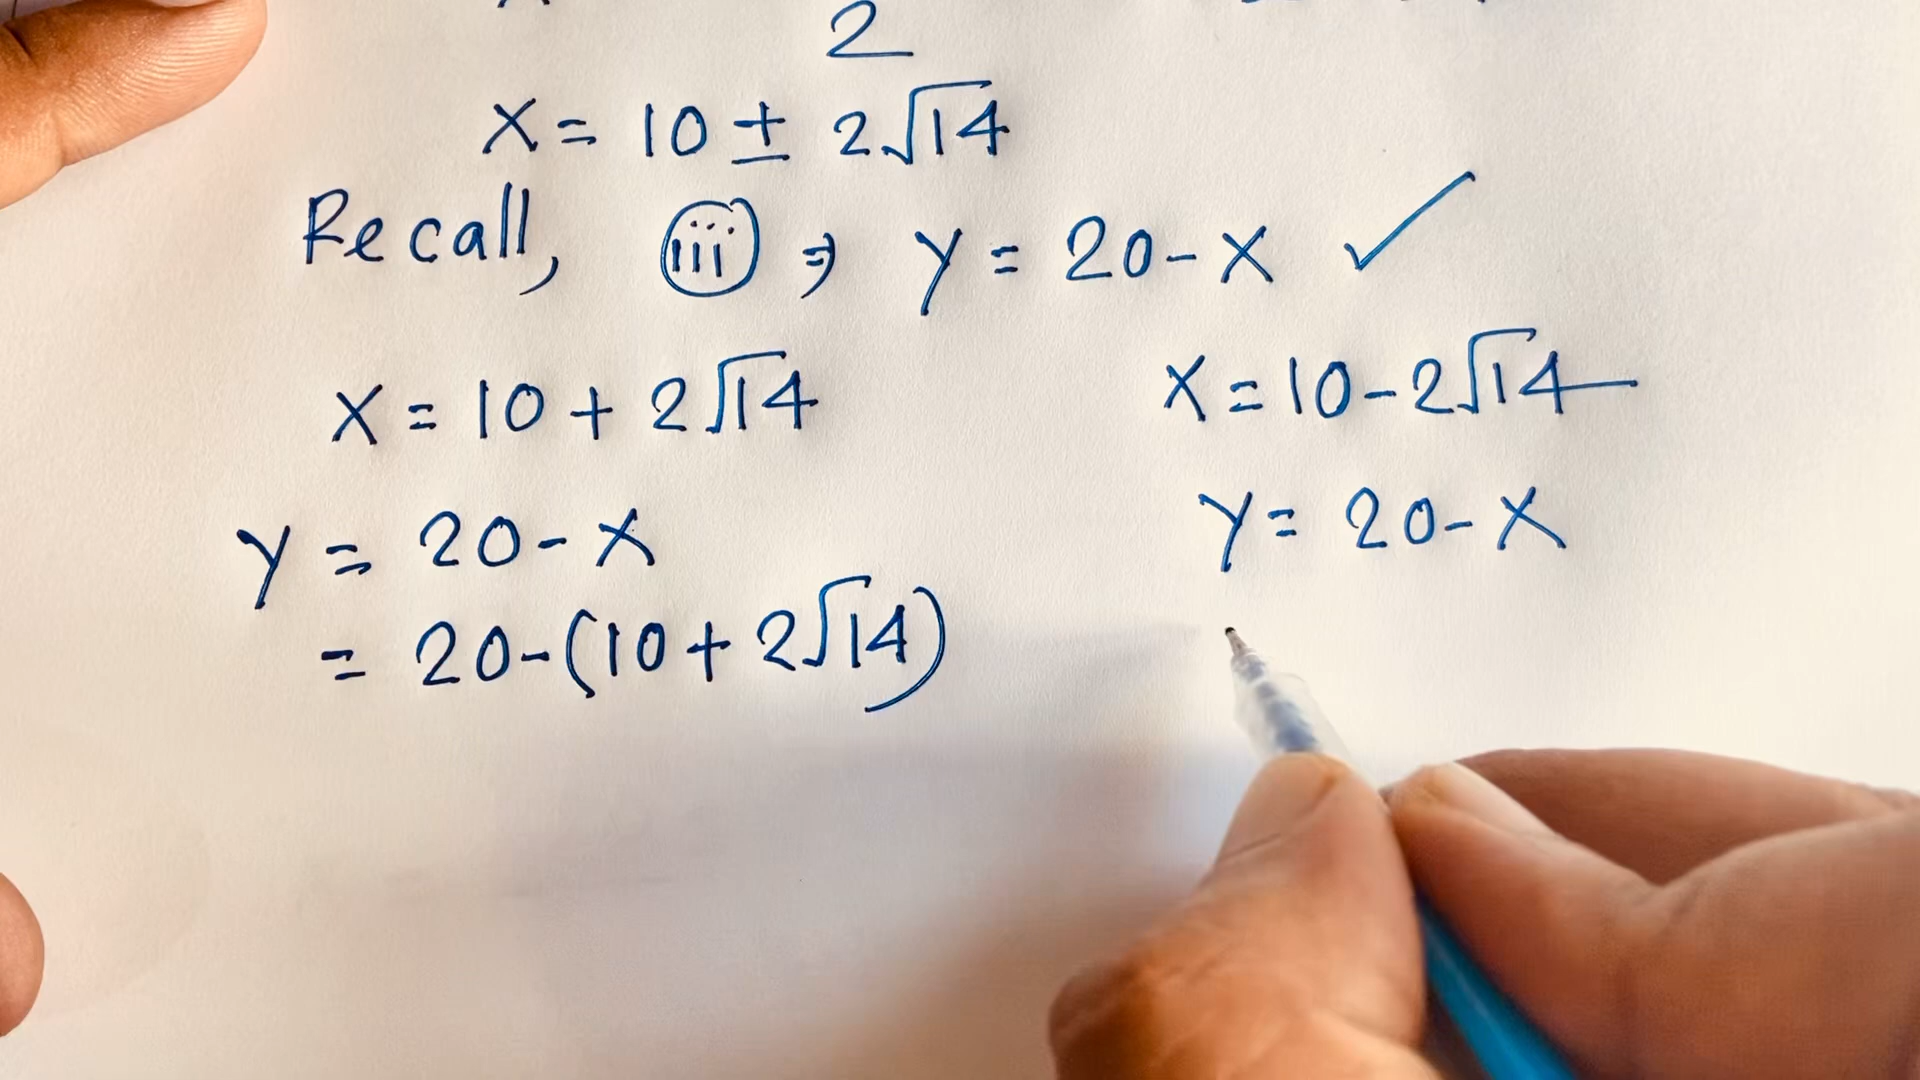 2
x = 10 ± 2√14
Recall, (iii) ⇒ y = 20 - x ✓
x = 10 + 2√14
x = 10 - 2√14
y = 20 - x
y = 20 - x
= 20 - (10 + 2√14)